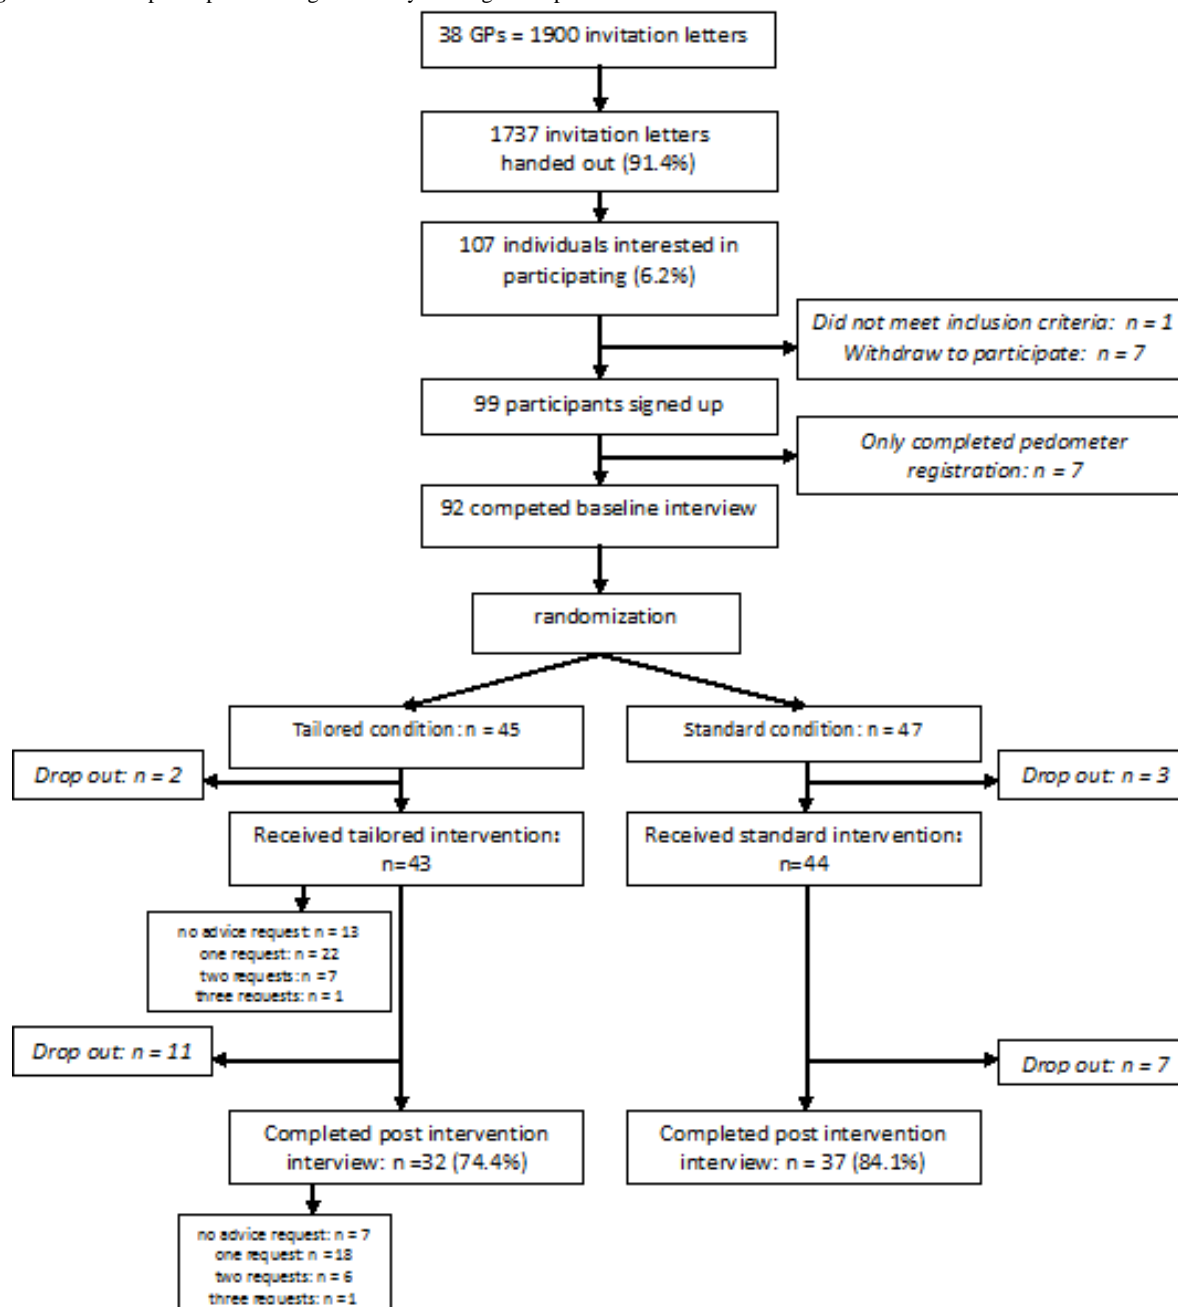 38 GPs = 1900 invitation letters
1737 invitation letters
handed out (91.4%)
107 individuals interested in
participating (6.2%)
Did not meet inclusion criteria: n = 1
Withdraw to participate: n = 7
99 participants signed up
Only completed pedometer
registration: n = 7
92 competed baseline interview
randomization
Tailored condition: n = 45
Standard condition: n = 47
Drop out: n = 2
Drop out: n = 3
Received tailored intervention:
n=43
Received standard intervention:
n=44
no advice request: n = 13
one request: n = 22
two requests: n = 7
three requests: n = 1
Drop out: n = 11
Drop out: n = 7
Completed post intervention
interview: n =32 (74.4%)
Completed post intervention
interview: n = 37 (84.1%)
no advice request: n = 7
one request n =18
two requests: n = 6
three requests: n =1